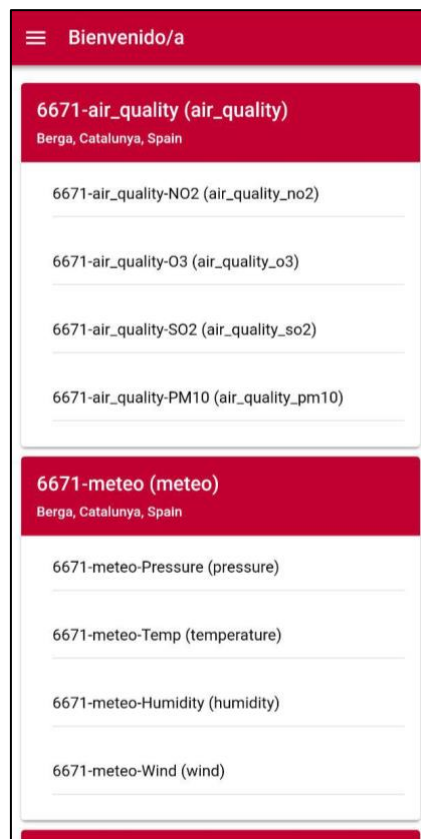 Bienvenido/a
6671-air_quality (air_quality)
Berga, Catalunya, Spain
6671-air_quality-NO2 (air_quality_no2)
6671-air_quality-O3 (air_quality_o3)
6671-air_quality-SO2 (air_quality_so2)
6671-air_quality-PM10 (air_quality_pm10)
6671-meteo (meteo)
Berga, Catalunya, Spain
6671-meteo-Pressure (pressure)
6671-meteo-Temp (temperature)
6671-meteo-Humidity (humidity)
6671-meteo-Wind (wind)